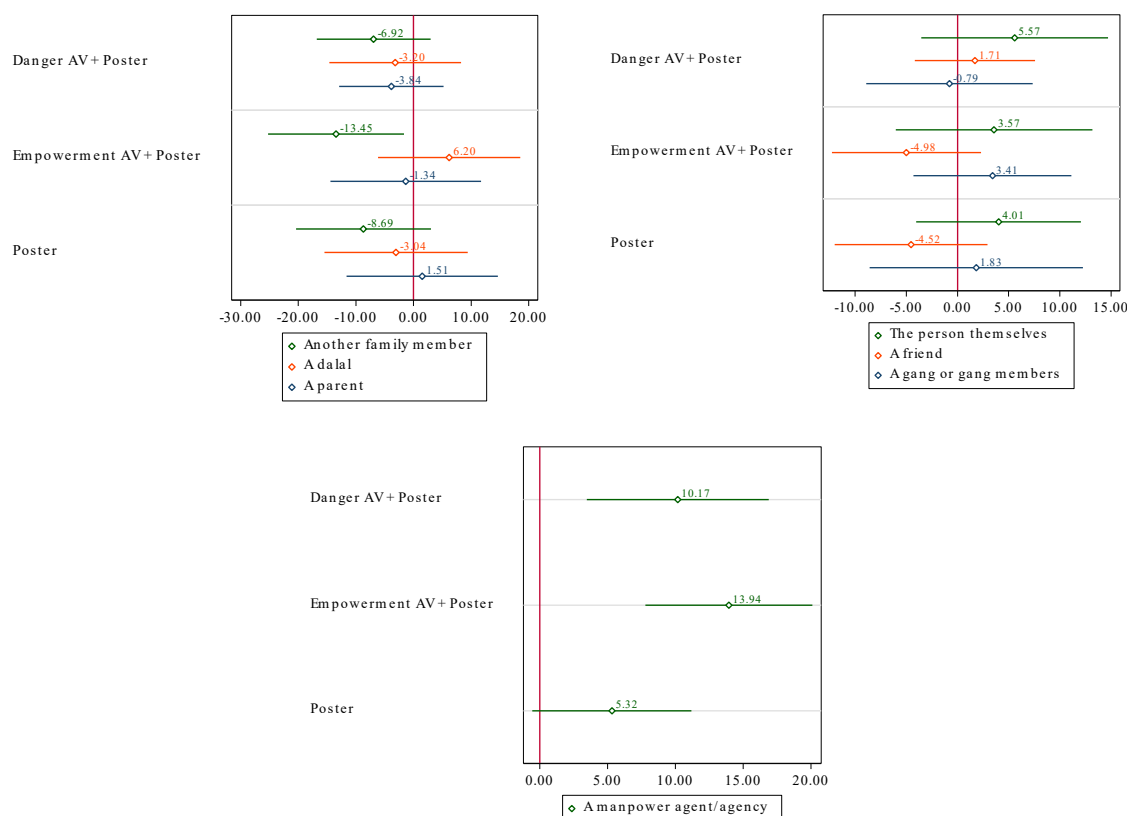 Danger AV+ Poster
-6.92
-3.20
-3.84
Empowerment AV+ Poster
-13.45
6.20
-1.34
Poster
-8.69
-3.04
1.51
-30.00 -20.00 -10.00 0.00 10.00 20.00
Another family member
A dalal
A parent
Danger AV+ Poster
5.57
1.71
-0.79
Empowerment AV+ Poster
3.57
-4.98
3.41
Poster
4.01
-4.52
1.83
-10.00 -5.00 0.00 5.00 10.00 15.00
The person themselves
A friend
A gang or gang members
Danger AV+ Poster
10.17
Empowerment AV+ Poster
13.94
Poster
5.32
0.00 5.00 10.00 15.00 20.00
A manpower agent/agency